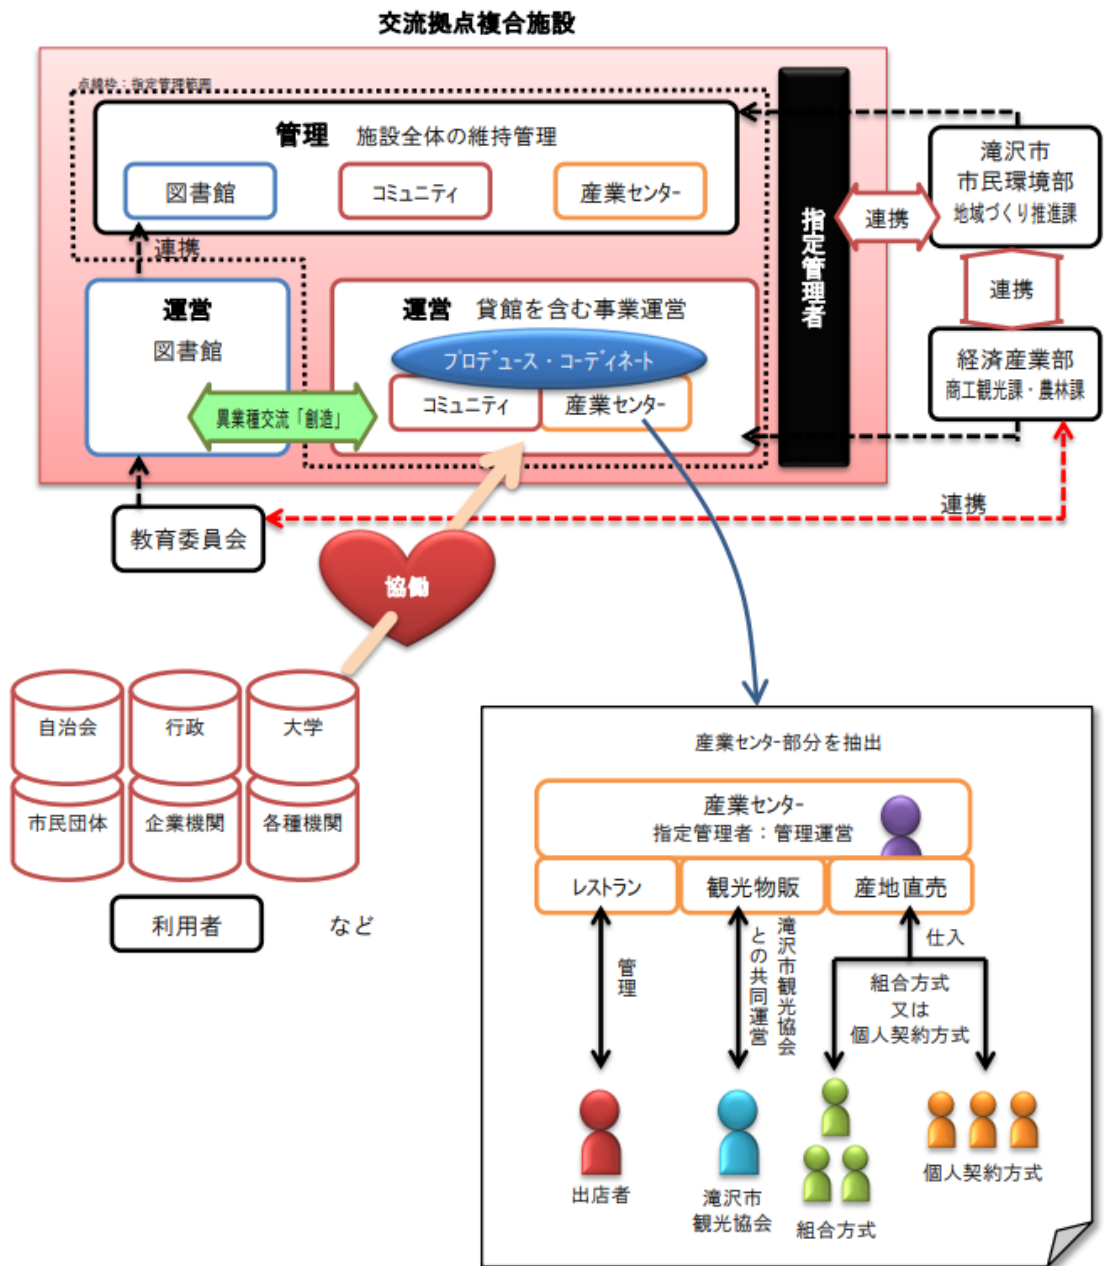 交流拠点複合施設
点線枠：指定管理範囲
管理　施設全体の維持管理
図書館
コミュニティ
産業センター
連携
運営
図書館
運営　貸館を含む事業運営
プロデュース・コーディネート
コミュニティ
産業センター
異業種交流「創造」
指定管理者
連携
滝沢市
市民環境部
地域づくり推進課
連携
経済産業部
商工観光課・農林課
連携
教育委員会
協働
自治会
行政
大学
市民団体
企業機関
各種機関
利用者
など
産業センター部分を抽出
産業センター
指定管理者：管理運営
レストラン
観光物販
産地直売
管理
滝沢市観光協会
との共同運営
仕入
組合方式
又は
個人契約方式
出店者
滝沢市
観光協会
組合方式
個人契約方式